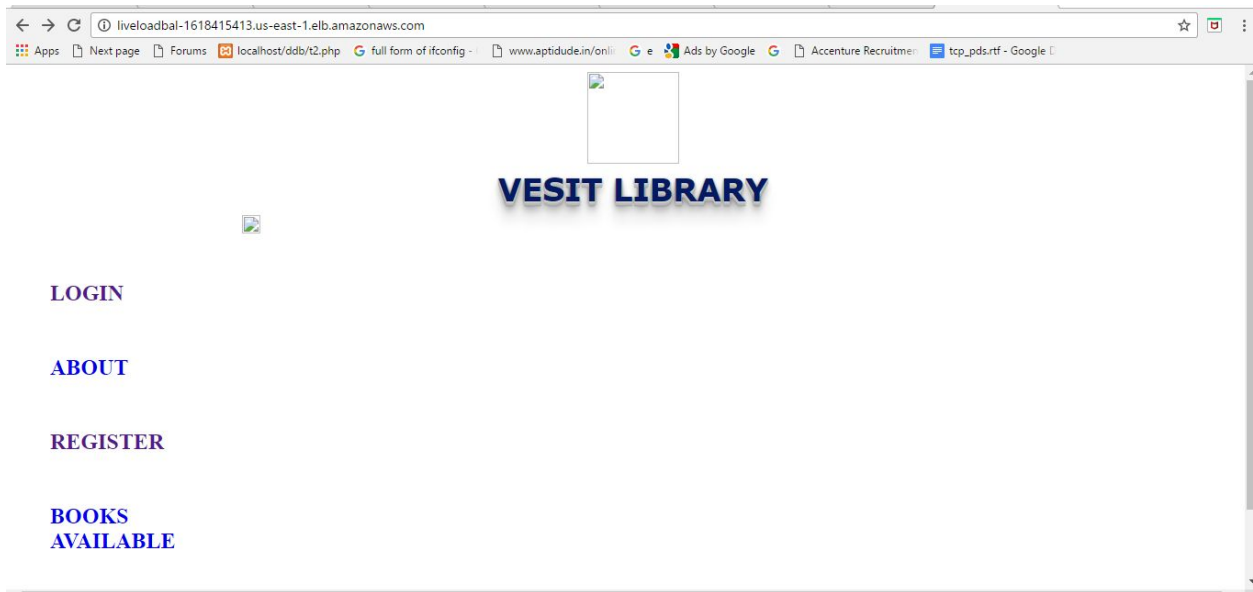 liveloadbal-1618415413.us-east-1.elb.amazonaws.com
Apps Next page Forums localhost/ddb/t2.php full form of ifconfig - www.aptidude.in/onli G e Ads by Google Accenture Recruitmen tcp_pds.rtf - Google D
VESIT LIBRARY
LOGIN
ABOUT
REGISTER
BOOKS
AVAILABLE